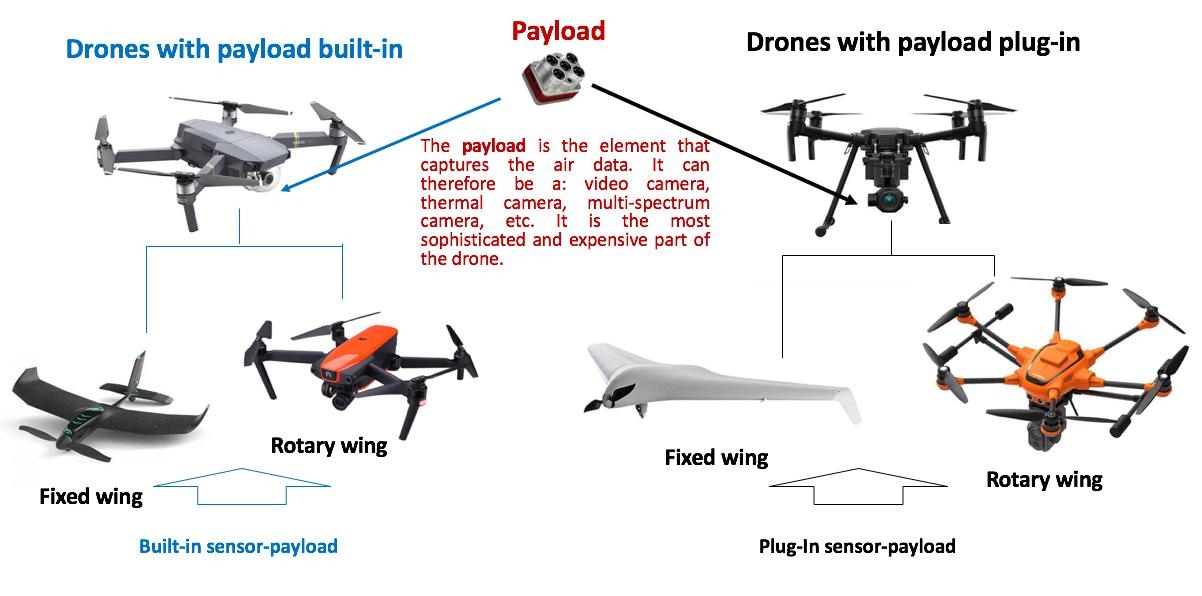 Drones with payload built-in
Payload
Drones with payload plug-in
The payload is the element that
captures the air data. It can
therefore be a: video camera,
thermal camera, multi-spectrum
camera, etc. It is the most
sophisticated and expensive part of
the drone.
Rotary wing
Fixed wing
Fixed wing
Rotary wing
Built-in sensor-payload
Plug-In sensor-payload